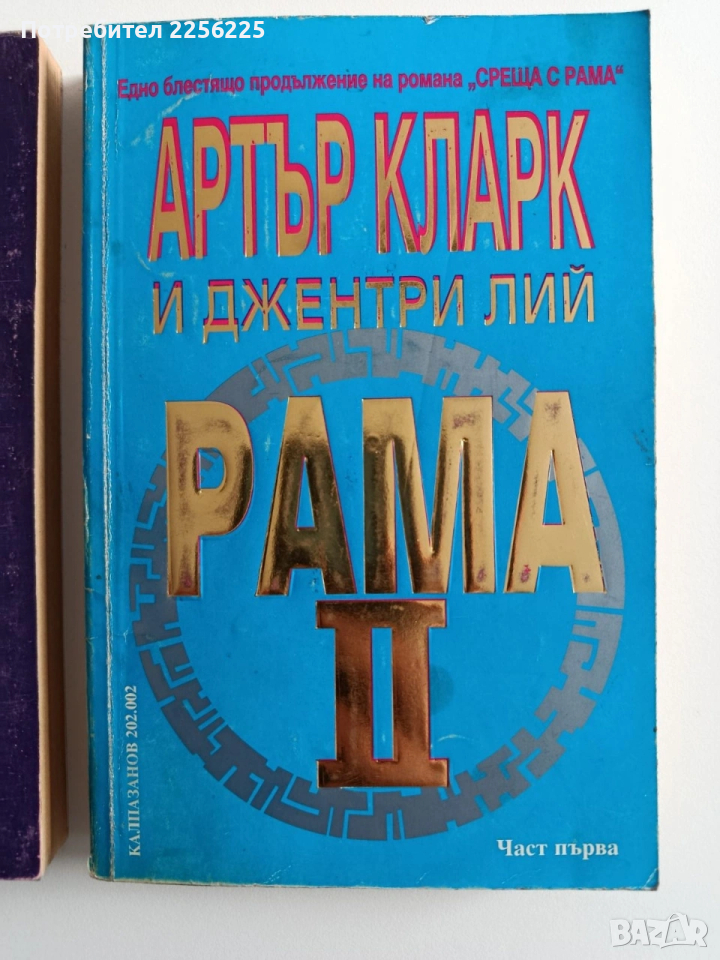 Потребител 2256225
Едно блестящо продължение на романа „СРЕЩА С РАМА“
АРТЪР КЛАРК
И ДЖЕНТРИ ЛИЙ
РАМА
II
КАЛПАЗАНОВ 202.002
Част първа
BAZAR